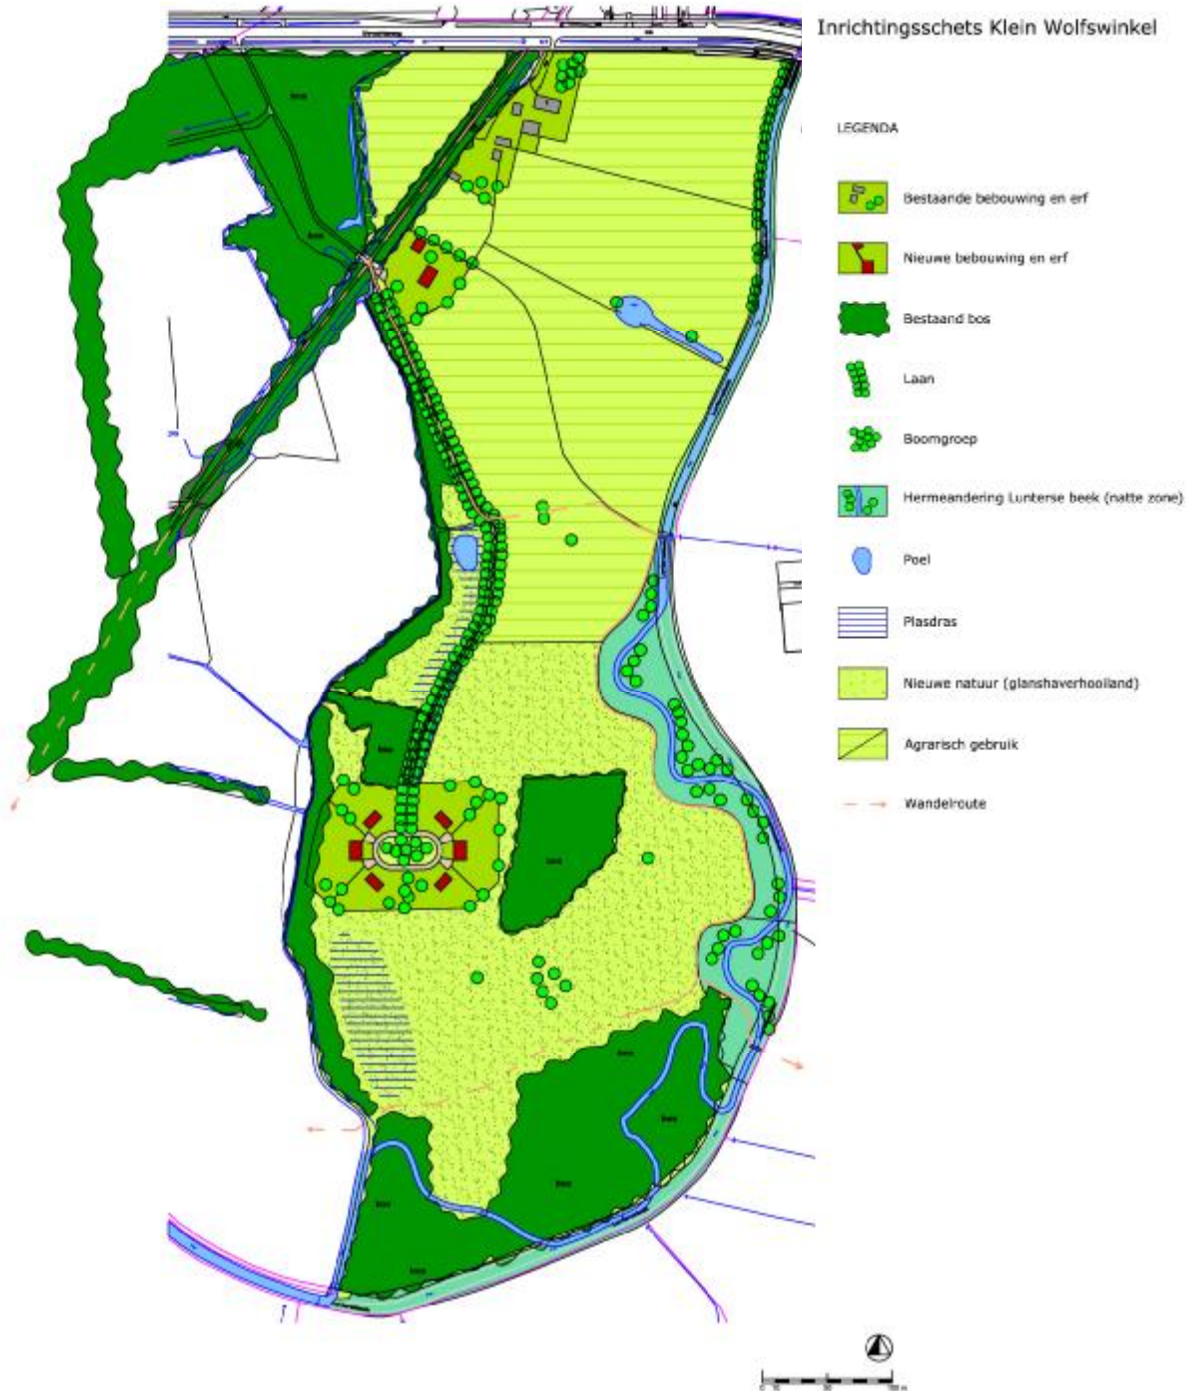 Inrichtingsschets Klein Wolfswinkel
LEGENDA
Bestaande bebouwing en erf
Nieuwe bebouwing en erf
Bestaand bos
Laan
Boomgroep
Hermeandering Lunterse beek (natte zone)
Poel
Plasdras
Nieuwe natuur (glanshaverhooiland)
Agrarisch gebruik
Wandelroute